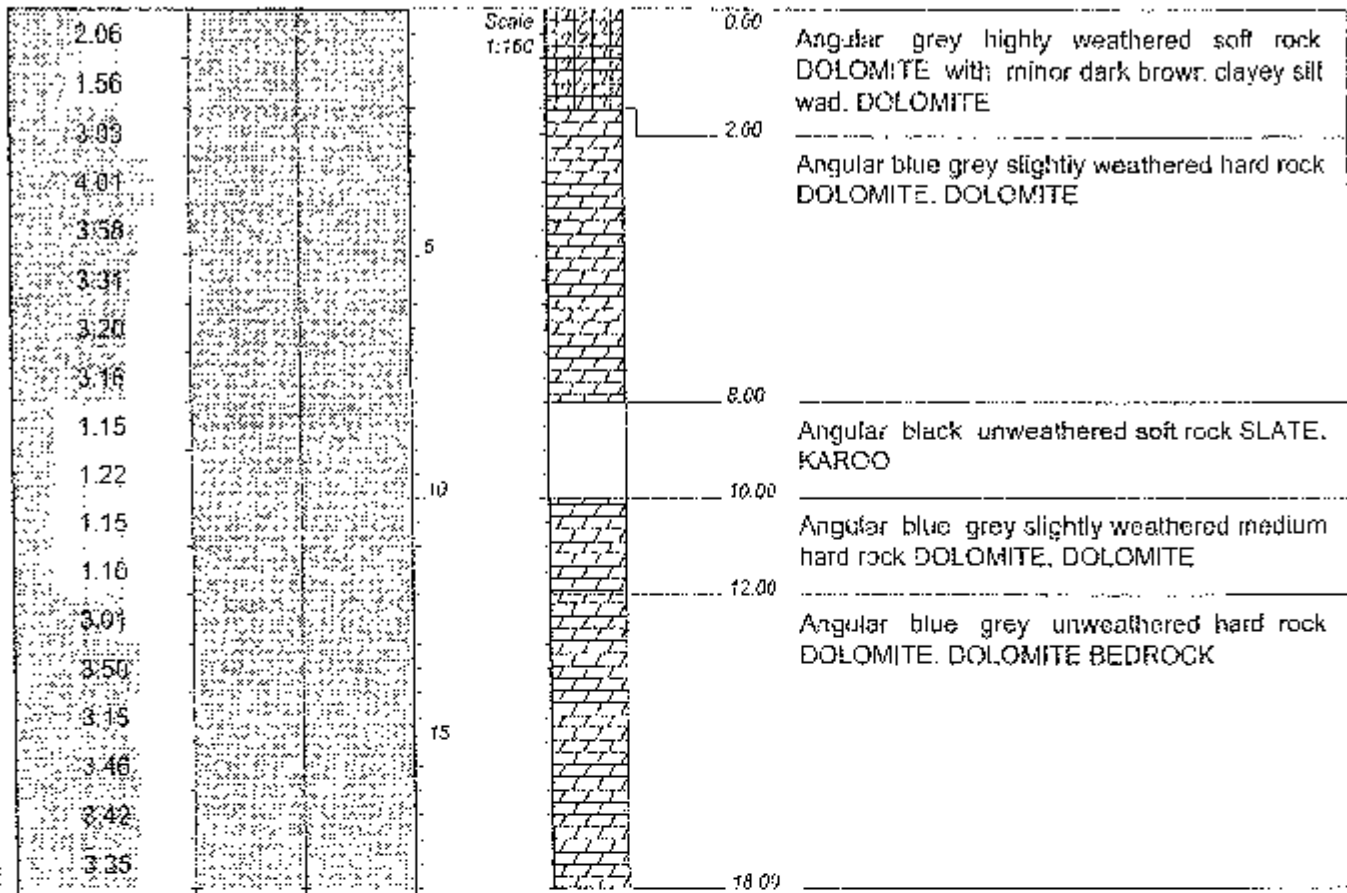 2.06
1.56
3.03
4.01
3.58
3.31
3.20
3.16
1.15
1.22
1.15
1.10
3.01
3.50
3.15
3.46
3.42
3.35
5
10
15
Scale
1:160
0.00
2.00
8.00
10.00
12.00
18.00
Angular grey highly weathered soft rock
DOLOMITE with minor dark brown clayey silt
wad. DOLOMITE
Angular blue grey slightly weathered hard rock
DOLOMITE. DOLOMITE
Angular black unweathered soft rock SLATE.
KAROO
Angular blue grey slightly weathered medium
hard rock DOLOMITE. DOLOMITE
Angular blue grey unweathered hard rock
DOLOMITE. DOLOMITE BEDROCK